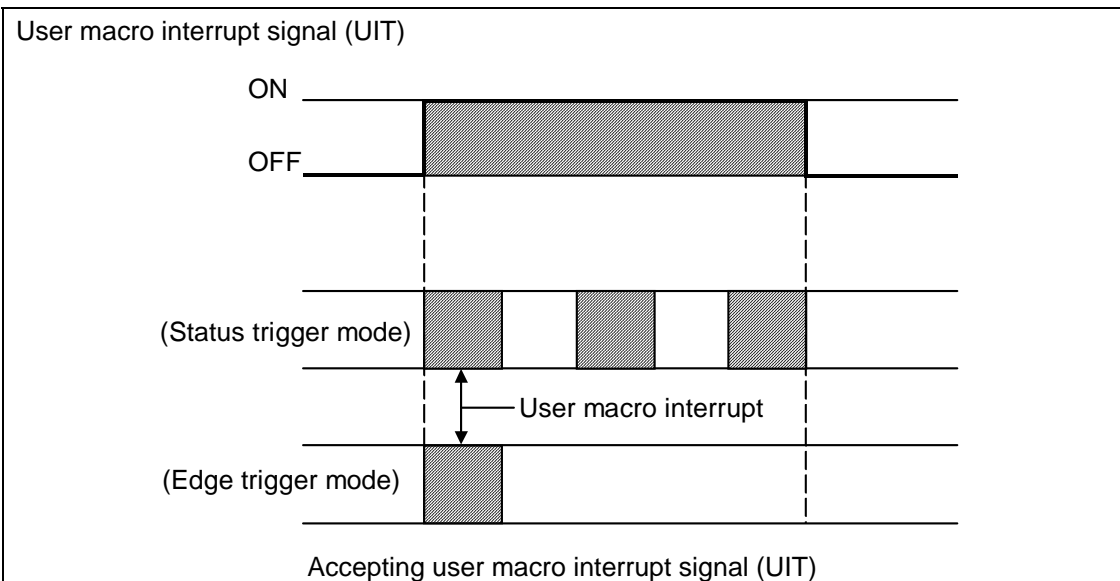 User macro interrupt signal (UIT)
ON
OFF
(Status trigger mode)
User macro interrupt
(Edge trigger mode)
Accepting user macro interrupt signal (UIT)